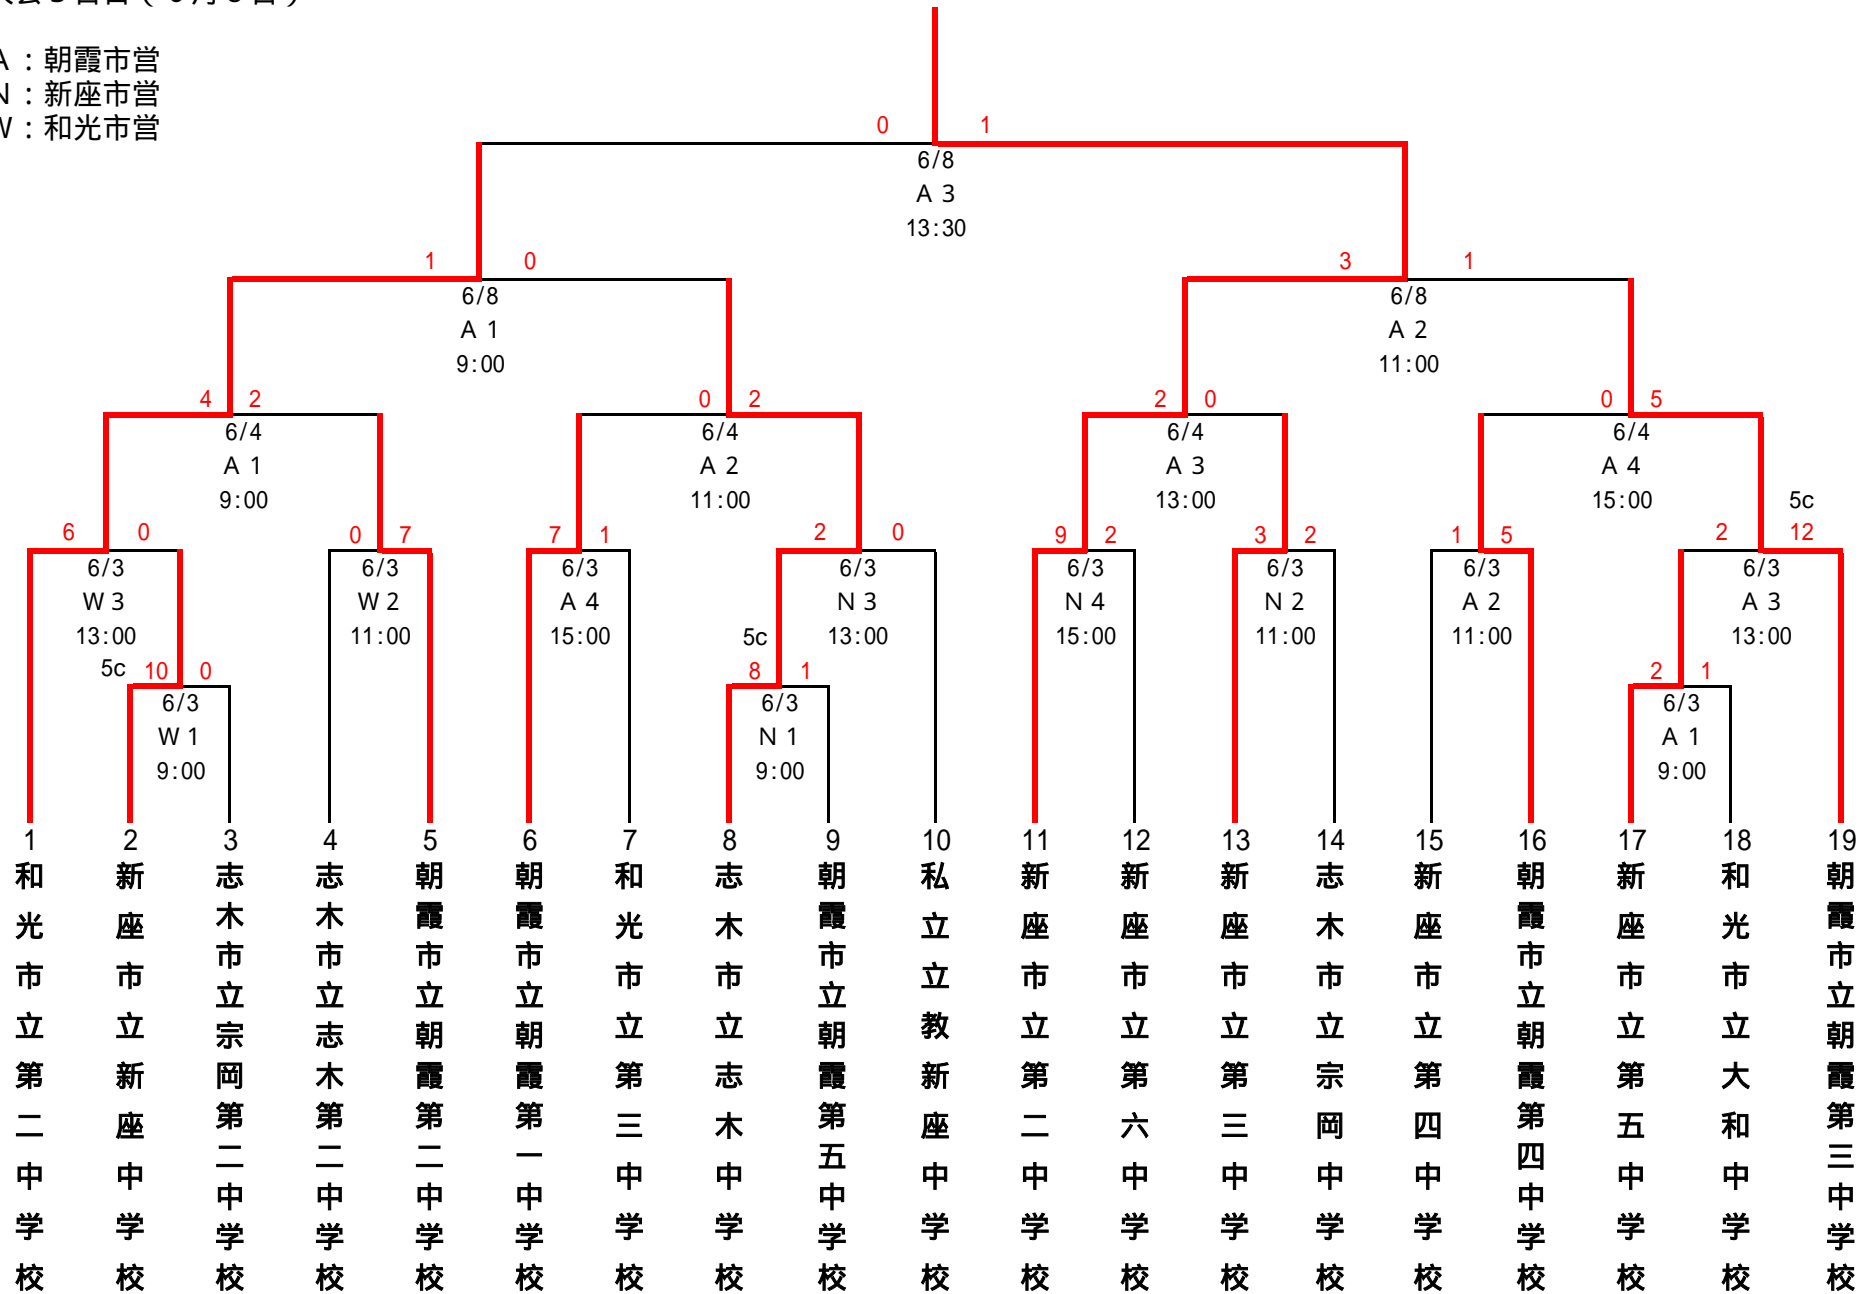 大会3日目（6月8日）
A：朝霞市営
N：新座市営
W：和光市営
0 1
6/8
A 3
13:30
1 0
6/8
A 1
9:00
3 1
6/8
A 2
11:00
4 2
6/4
A 1
9:00
0 2
6/4
A 2
11:00
2 0
6/4
A 3
13:00
0 5
6/4
A 4
15:00
6 0
6/3
W 3
13:00
0 7
6/3
W 2
11:00
7 1
6/3
A 4
15:00
2 0
6/3
N 3
13:00
9 2
6/3
N 4
15:00
3 2
6/3
N 2
11:00
1 5
6/3
A 2
11:00
5c
2 12
6/3
A 3
13:00
5c 10 0
6/3
W 1
9:00
5c
8 1
6/3
N 1
9:00
2 1
6/3
A 1
9:00
1 和光市立第二中学校
2 新座市立新座中学校
3 志木市立宗岡第二中学校
4 志木市立志木第二中学校
5 朝霞市立朝霞第二中学校
6 朝霞市立朝霞第一中学校
7 和光市立第三中学校
8 志木市立志木中学校
9 朝霞市立朝霞第五中学校
10 私立立教新座中学校
11 新座市立第二中学校
12 新座市立第六中学校
13 新座市立第三中学校
14 志木市立宗岡中学校
15 新座市立第四中学校
16 朝霞市立朝霞第四中学校
17 新座市立第五中学校
18 和光市立大和中学校
19 朝霞市立朝霞第三中学校